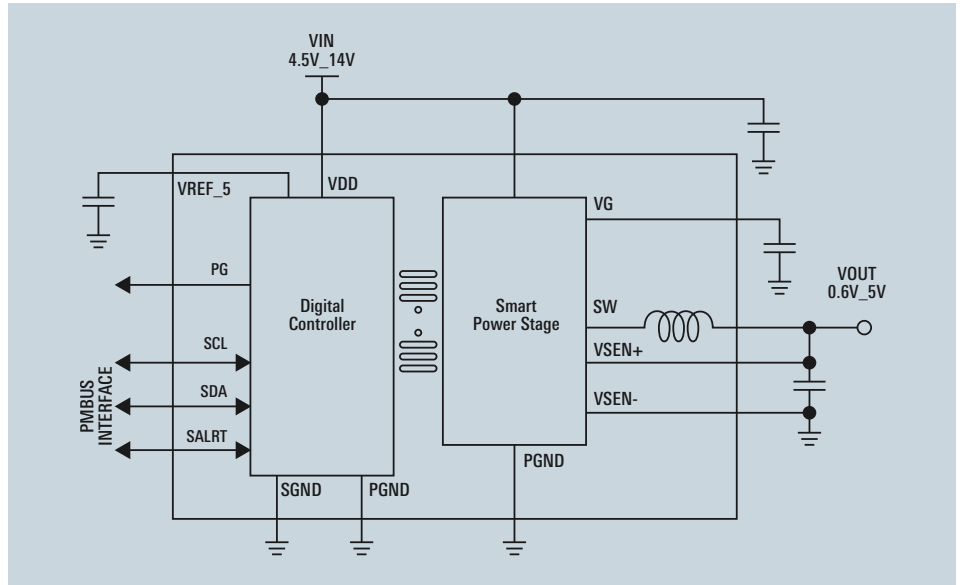 VIN
4.5V_14V
VREF_5
VDD
VG
PG
Digital
Controller
Smart
Power Stage
SW
VOUT
0.6V_5V
SCL
VSEN+
PMBUS
INTERFACE
SDA
VSEN-
SALRT
SGND
PGND
PGND